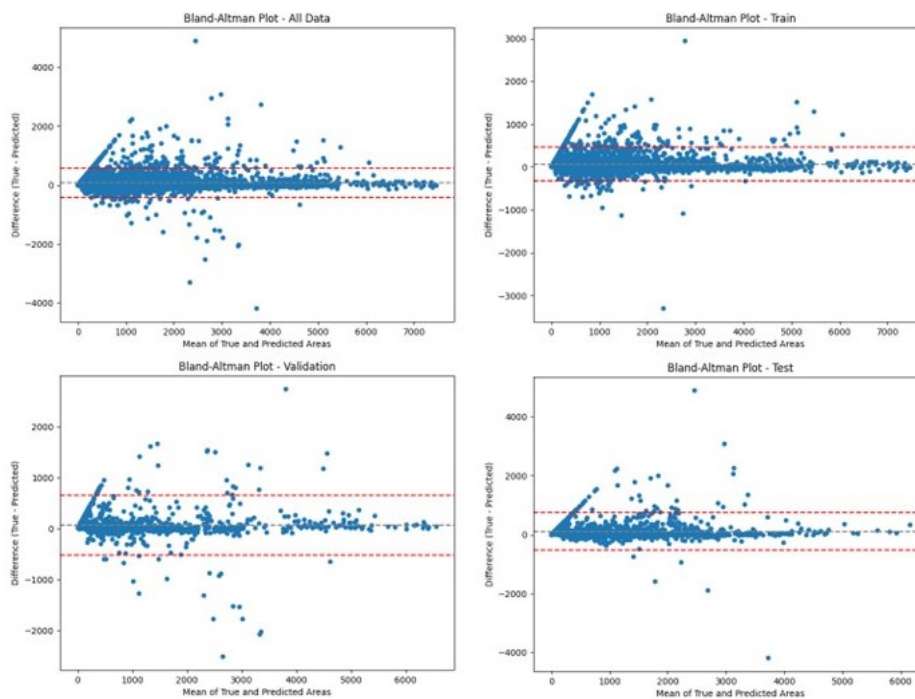 Bland-Altman Plot - All Data
Difference (True - Predicted)
4000
2000
0
-2000
-4000
0 1000 2000 3000 4000 5000 6000 7000
Mean of True and Predicted Areas
Bland-Altman Plot - Train
Difference (True - Predicted)
3000
2000
1000
0
-1000
-2000
-3000
0 1000 2000 3000 4000 5000 6000 7000
Mean of True and Predicted Areas
Bland-Altman Plot - Validation
Difference (True - Predicted)
2000
1000
0
-1000
-2000
0 1000 2000 3000 4000 5000 6000
Mean of True and Predicted Areas
Bland-Altman Plot - Test
Difference (True - Predicted)
4000
2000
0
-2000
-4000
0 1000 2000 3000 4000 5000 6000
Mean of True and Predicted Areas